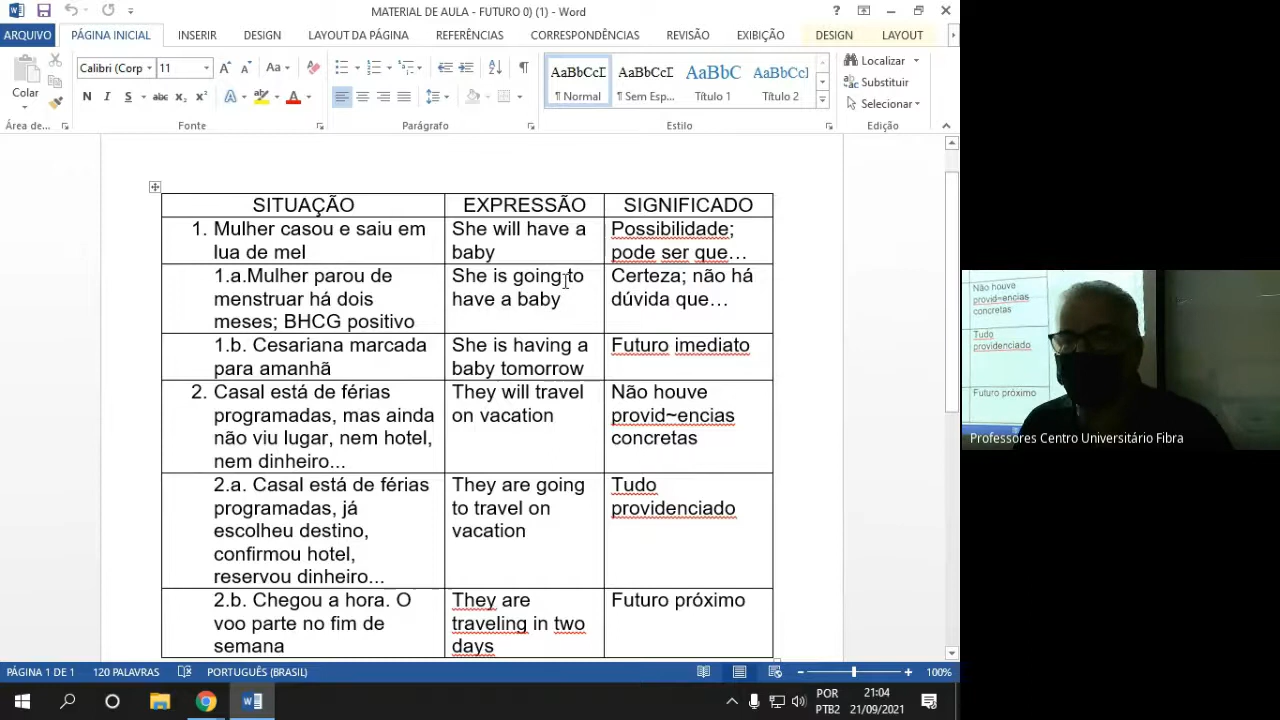 MATERIAL DE AULA - FUTURO 0) (1) - Word
ARQUIVO PÁGINA INICIAL INSERIR DESIGN LAYOUT DA PÁGINA REFERÊNCIAS CORRESPONDÊNCIAS REVISÃO EXIBIÇÃO DESIGN LAYOUT
Colar
Calibri (Corp 11
N I S abc x₂ x²
AaBbCcI AaBbCcI AaBbC AaBbCcI
¶ Normal ¶ Sem Esp... Título 1 Título 2
Localizar
Substituir
Selecionar
Área de... Fonte Parágrafo Estilo Edição
SITUAÇÃO EXPRESSÃO SIGNIFICADO
1. Mulher casou e saiu em She will have a Possibilidade;
lua de mel baby pode ser que…
1.a.Mulher parou de She is going to Certeza; não há
menstruar há dois have a baby dúvida que…
meses; BHCG positivo
1.b. Cesariana marcada She is having a Futuro imediato
para amanhã baby tomorrow
2. Casal está de férias They will travel Não houve
programadas, mas ainda on vacation provid~encias
não viu lugar, nem hotel, concretas
nem dinheiro...
2.a. Casal está de férias They are going Tudo
programadas, já to travel on providenciado
escolheu destino, vacation
confirmou hotel,
reservou dinheiro...
2.b. Chegou a hora. O They are Futuro próximo
voo parte no fim de traveling in two
semana days
Não houve
provid~encias
concretas
Tudo
providenciado
Futuro próximo
Professores Centro Universitário Fibra
PÁGINA 1 DE 1 120 PALAVRAS PORTUGUÊS (BRASIL) 100%
POR 21:04
PTB2 21/09/2021